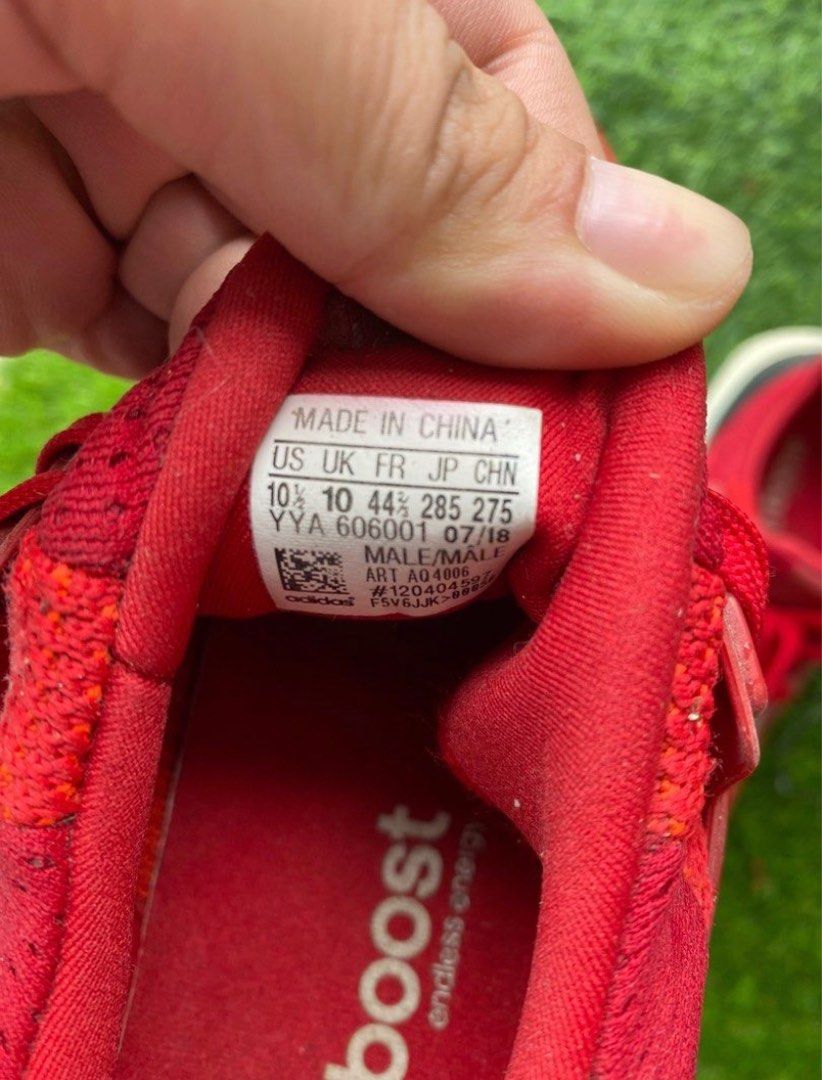 MADE IN CHINA
US UK FR JP CHN
10½ 10 44⅔ 285 275
YYA 606001 07/18
MALE/MÂLE
ART AQ4006
adidas
boost
endless energy